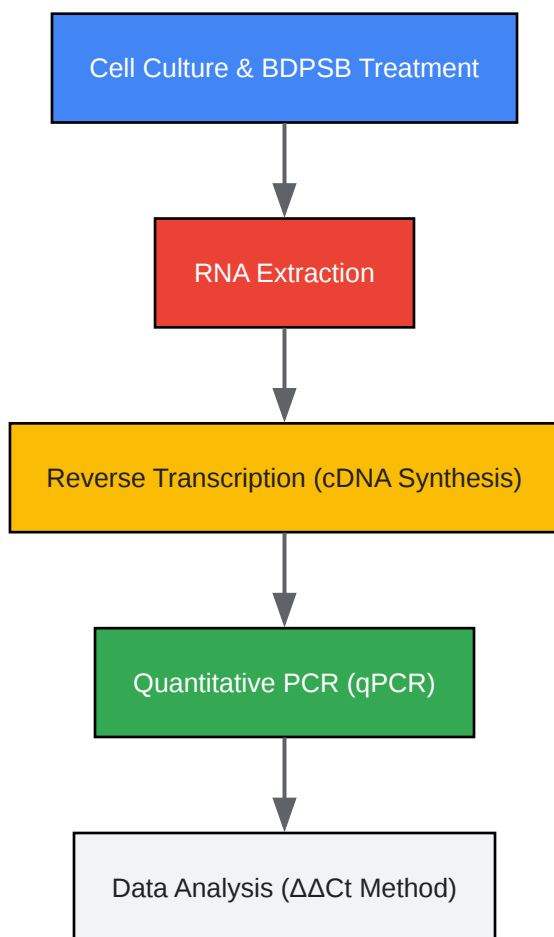 Cell Culture & BDPSB Treatment
RNA Extraction
Reverse Transcription (cDNA Synthesis)
Quantitative PCR (qPCR)
Data Analysis (ΔΔCt Method)